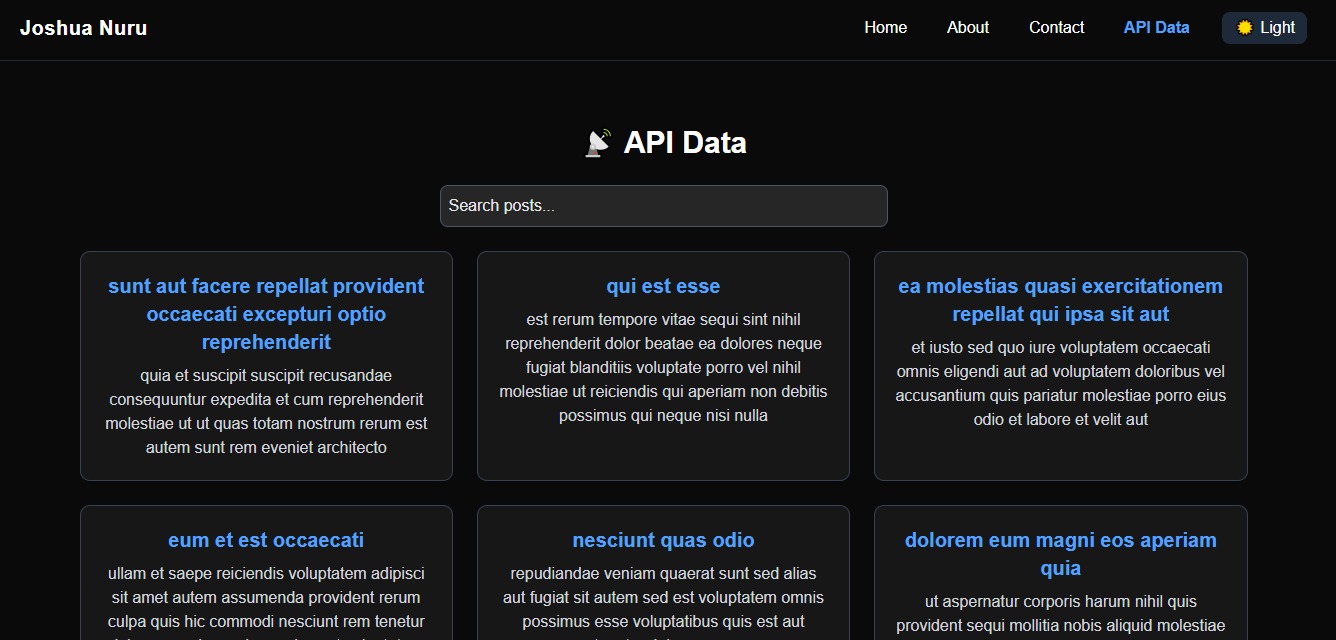 Joshua Nuru
Home
About
Contact
API Data
Light
API Data
Search posts...
sunt aut facere repellat provident
occaecati excepturi optio
reprehenderit
quia et suscipit suscipit recusandae
consequuntur expedita et cum reprehenderit
molestiae ut ut quas totam nostrum rerum est
autem sunt rem eveniet architecto
qui est esse
est rerum tempore vitae sequi sint nihil
reprehenderit dolor beatae ea dolores neque
fugiat blanditiis voluptate porro vel nihil
molestiae ut reiciendis qui aperiam non debitis
possimus qui neque nisi nulla
ea molestias quasi exercitationem
repellat qui ipsa sit aut
et iusto sed quo iure voluptatem occaecati
omnis eligendi aut ad voluptatem doloribus vel
accusantium quis pariatur molestiae porro eius
odio et labore et velit aut
eum et est occaecati
ullam et saepe reiciendis voluptatem adipisci
sit amet autem assumenda provident rerum
culpa quis hic commodi nesciunt rem tenetur
nesciunt quas odio
repudiandae veniam quaerat sunt sed alias
aut fugiat sit autem sed est voluptatem omnis
possimus esse voluptatibus quis est aut
dolorem eum magni eos aperiam
quia
ut aspernatur corporis harum nihil quis
provident sequi mollitia nobis aliquid molestiae